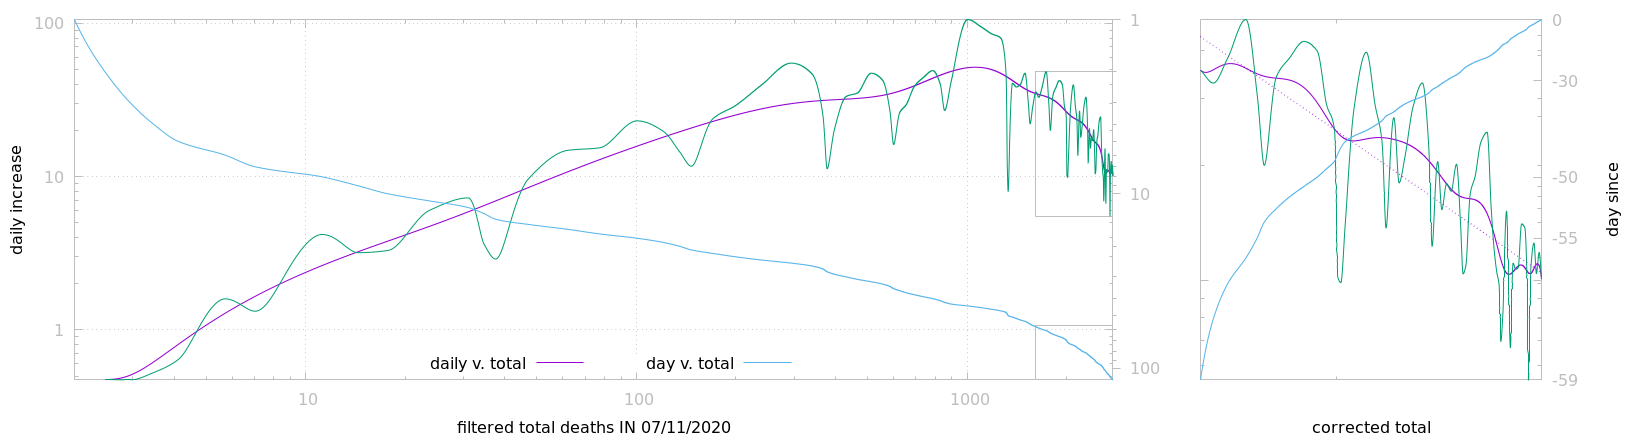 100
10
1
daily increase
daily v. total
day v. total
10
100
1000
filtered total deaths IN 07/11/2020
1
10
100
0
-30
-50
-55
-59
day since
corrected total